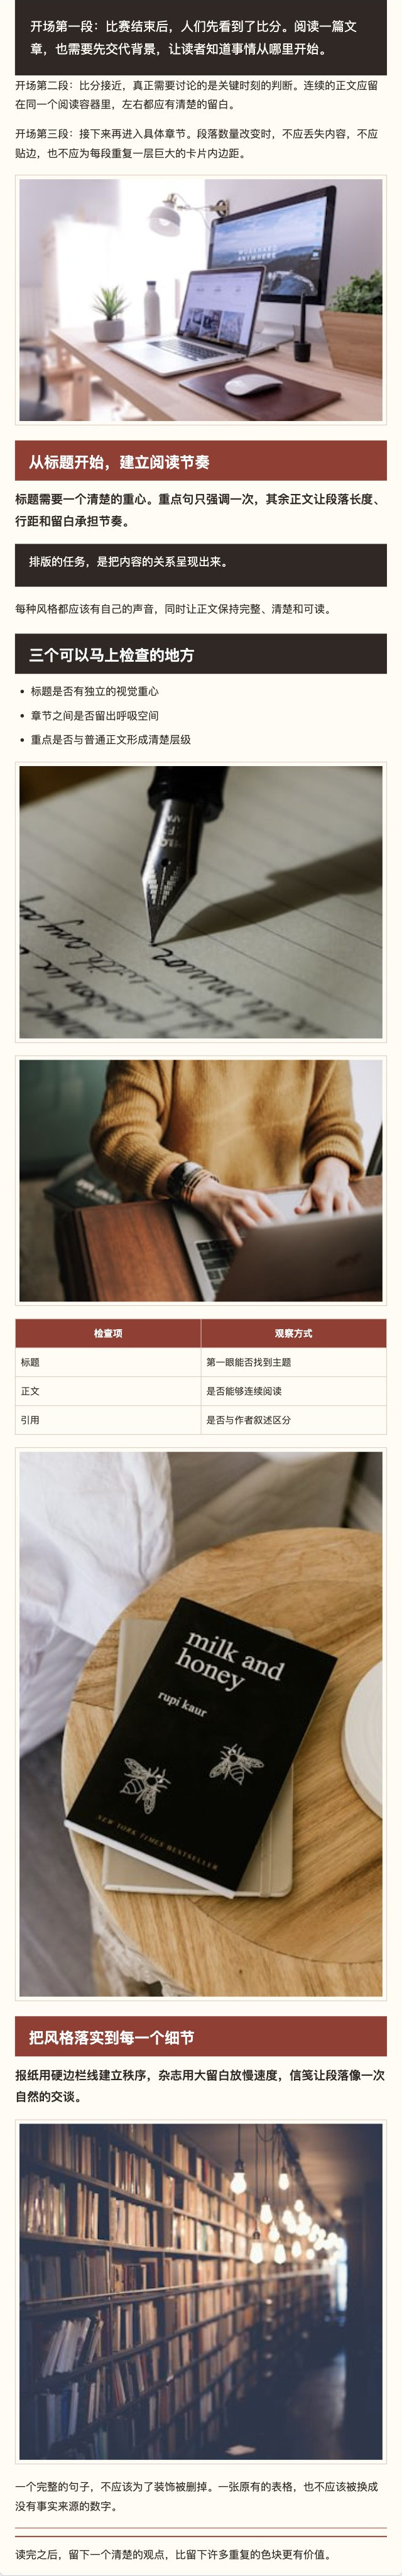 开场第一段：比赛结束后，人们先看到了比分。阅读一篇文
章，也需要先交代背景，让读者知道事情从哪里开始。
开场第二段：比分接近，真正需要讨论的是关键时刻的判断。连续的正文应留
在同一个阅读容器里，左右都应有清楚的留白。
开场第三段：接下来再进入具体章节。段落数量改变时，不应丢失内容，不应
贴边，也不应为每段重复一层巨大的卡片内边距。
从标题开始，建立阅读节奏
标题需要一个清楚的重心。重点句只强调一次，其余正文让段落长度、
行距和留白承担节奏。
排版的任务，是把内容的关系呈现出来。
每种风格都应该有自己的声音，同时让正文保持完整、清楚和可读。
三个可以马上检查的地方
• 标题是否有独立的视觉重心
• 章节之间是否留出呼吸空间
• 重点是否与普通正文形成清楚层级
检查项 观察方式
标题 第一眼能否找到主题
正文 是否能够连续阅读
引用 是否与作者叙述区分
milk and
honey
rupi kaur
NEW YORK TIMES BESTSELLER
把风格落实到每一个细节
报纸用硬边栏线建立秩序，杂志用大留白放慢速度，信笺让段落像一次
自然的交谈。
一个完整的句子，不应该为了装饰被删掉。一张原有的表格，也不应该被换成
没有事实来源的数字。
读完之后，留下一个清楚的观点，比留下许多重复的色块更有价值。